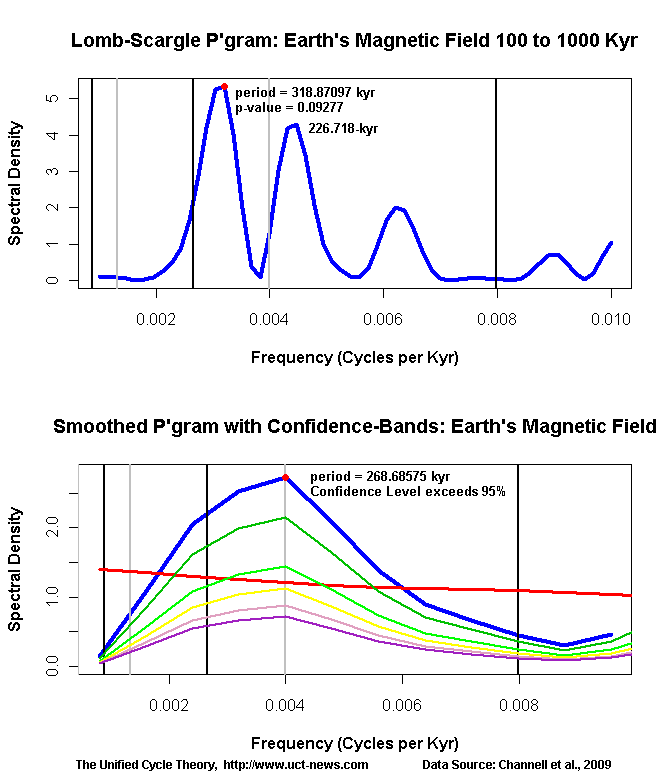 Lomb-Scargle P'gram: Earth's Magnetic Field 100 to 1000 Kyr
period = 318.87097 kyr
p-value = 0.09277
226.718-kyr
Spectral Density
5
4
3
2
1
0
0.002 0.004 0.006 0.008 0.010
Frequency (Cycles per Kyr)
Smoothed P'gram with Confidence-Bands: Earth's Magnetic Field
period = 268.68575 kyr
Confidence Level exceeds 95%
Spectral Density
2.0
1.0
0.0
0.002 0.004 0.006 0.008
Frequency (Cycles per Kyr)
The Unified Cycle Theory, http://www.uct-news.com Data Source: Channell et al., 2009